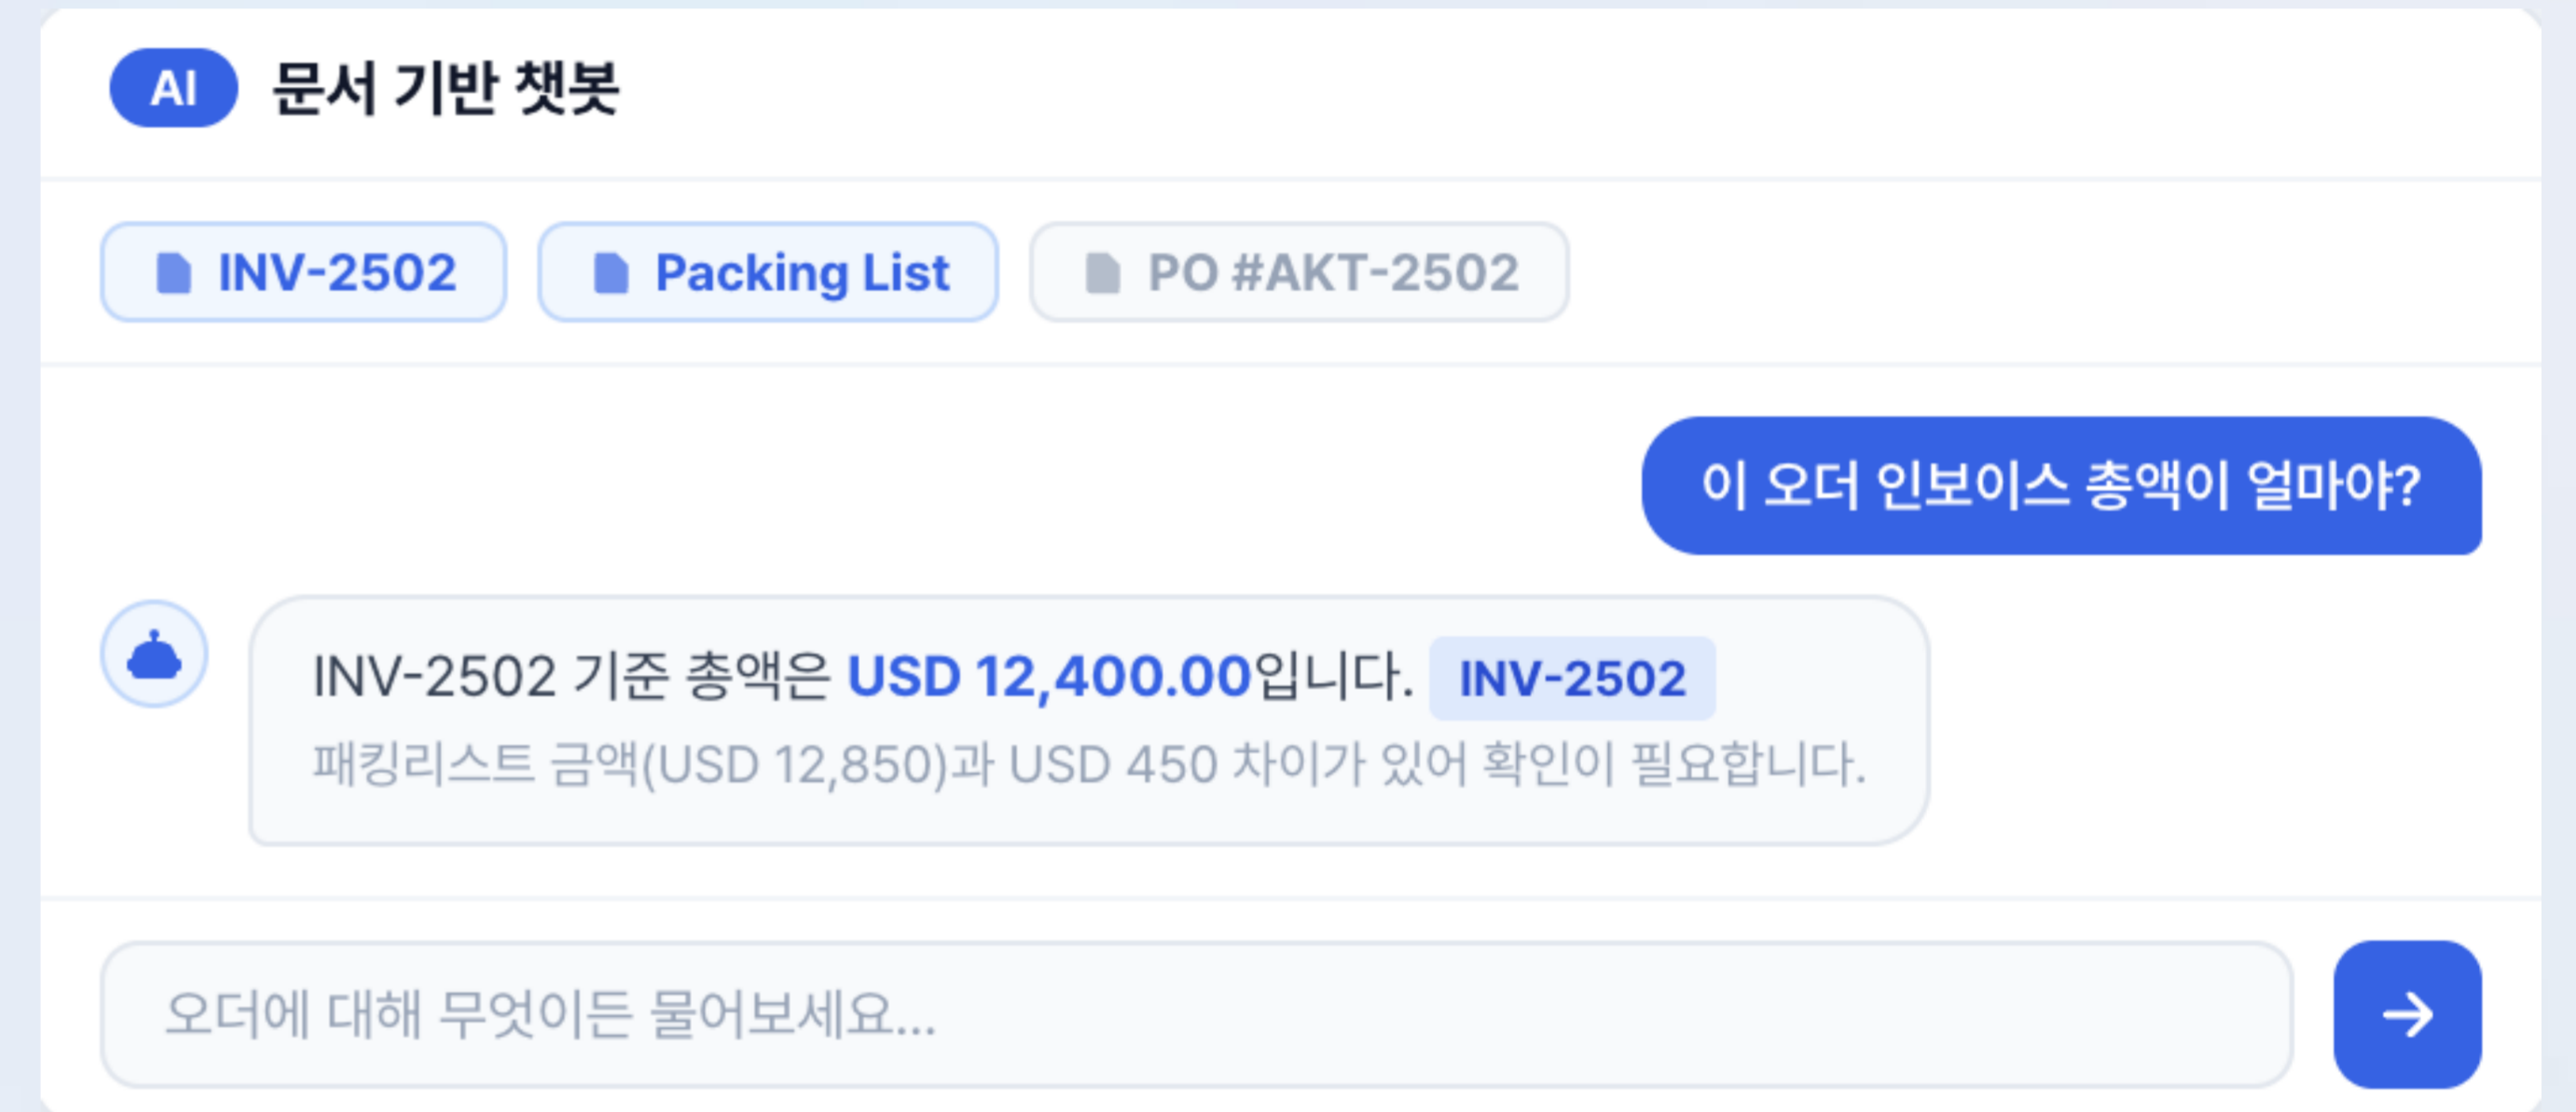 AI 문서 기반 챗봇
INV-2502 Packing List PO #AKT-2502
이 오더 인보이스 총액이 얼마야?
INV-2502 기준 총액은 USD 12,400.00입니다. INV-2502
패킹리스트 금액(USD 12,850)과 USD 450 차이가 있어 확인이 필요합니다.
오더에 대해 무엇이든 물어보세요...